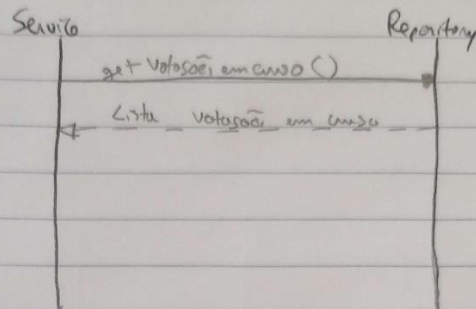 Serviço Repository
get Votações em curso ()
Lista votações em curso